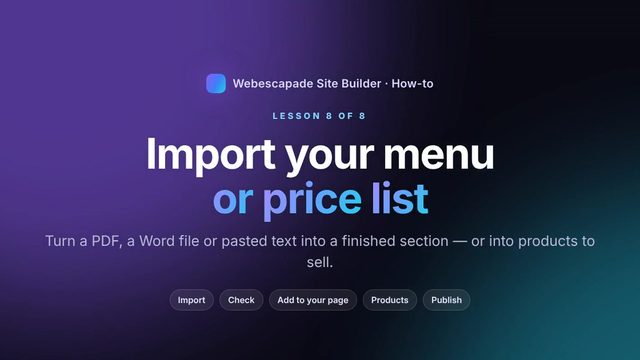 Webescapade Site Builder · How-to
LESSON 8 OF 8
Import your menu
or price list
Turn a PDF, a Word file or pasted text into a finished section — or into products to
sell.
Import
Check
Add to your page
Products
Publish